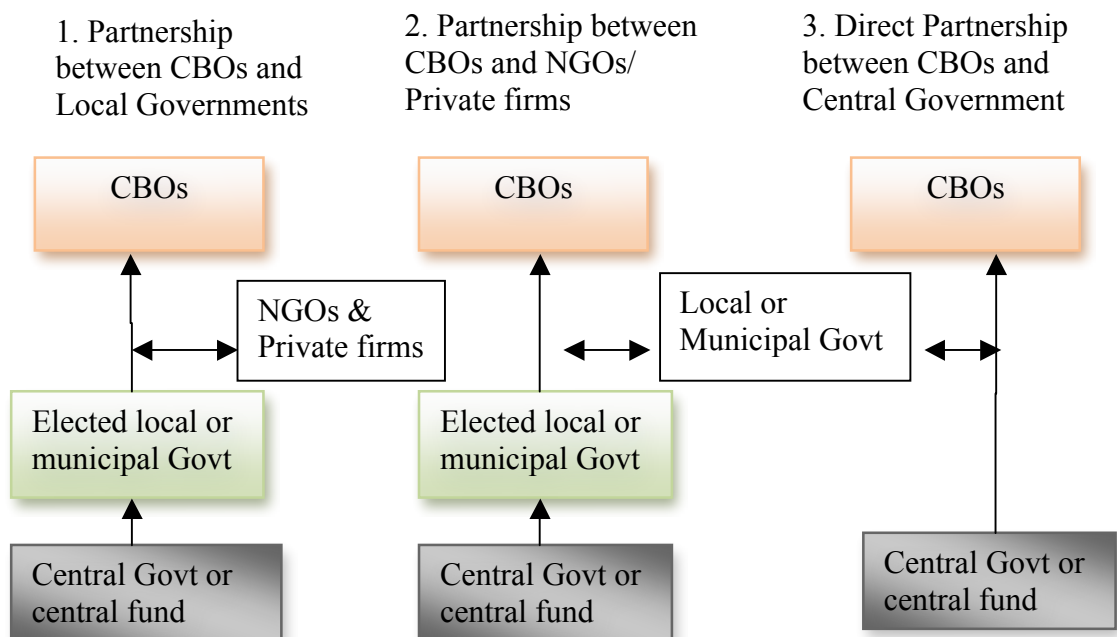 1. Partnership
between CBOs and
Local Governments
2. Partnership between
CBOs and NGOs/
Private firms
3. Direct Partnership
between CBOs and
Central Government
CBOs
CBOs
CBOs
NGOs &
Private firms
Local or
Municipal Govt
Elected local or
municipal Govt
Elected local or
municipal Govt
Central Govt or
central fund
Central Govt or
central fund
Central Govt or
central fund